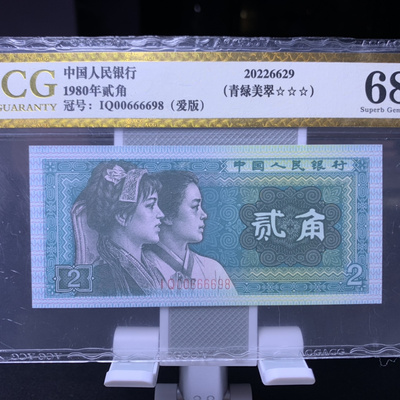 CG
GUARANTY
中国人民银行
1980年贰角
冠号：IQ00666698（爱版）
20226629
（青绿美翠☆☆☆）
68
Superb Gem
中国人民银行
贰角
2
IQ00666698
2